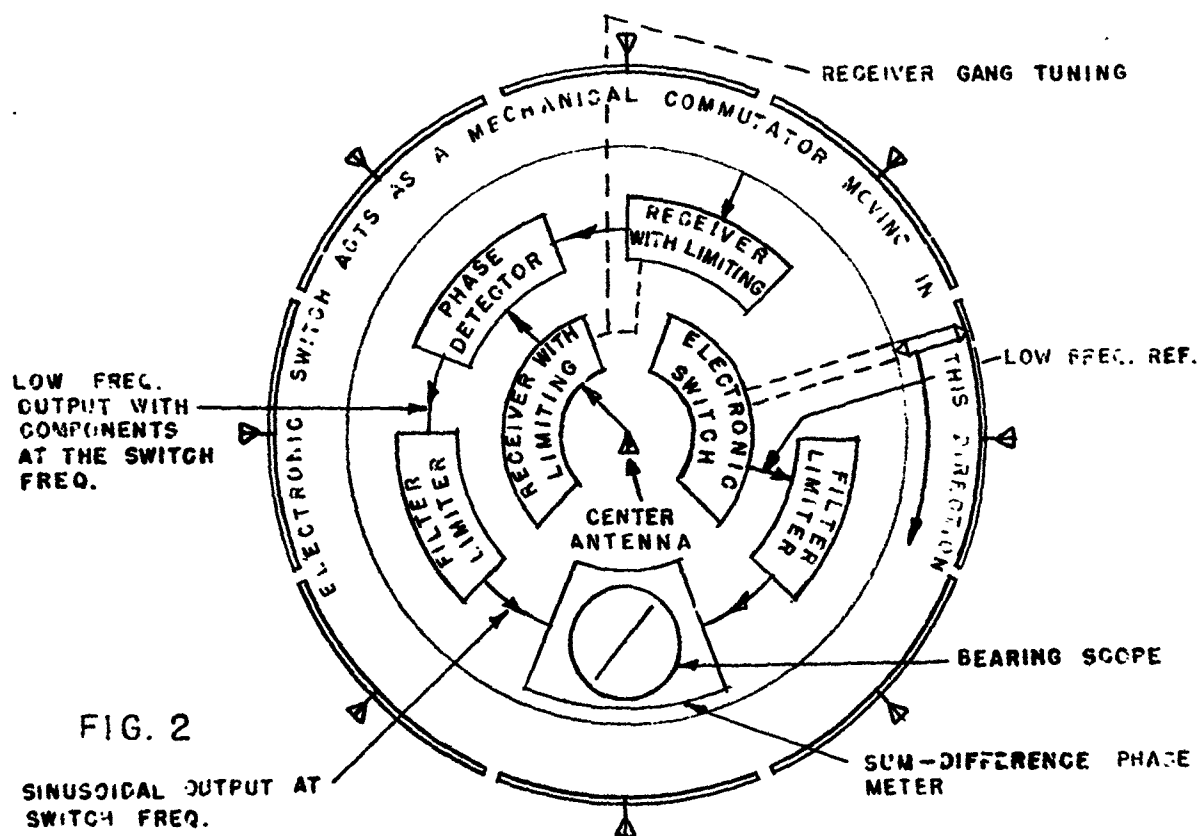 RECEIVER GANG TUNING
ELECTRONIC SWITCH ACTS AS A MECHANICAL COMMUTATOR MOVING IN THIS DIRECTION
RECEIVER
WITH LIMITING
PHASE
DETECTOR
RECEIVER WITH
LIMITING
ELECTRONIC
SWITCH
LOW FREQ. REF.
LOW FREQ.
OUTPUT WITH
COMPONENTS
AT THE SWITCH
FREQ.
FILTER
LIMITER
CENTER
ANTENNA
FILTER
LIMITER
BEARING SCOPE
FIG. 2
SINUSOIDAL OUTPUT AT
SWITCH FREQ.
SUM-DIFFERENCE PHASE
METER